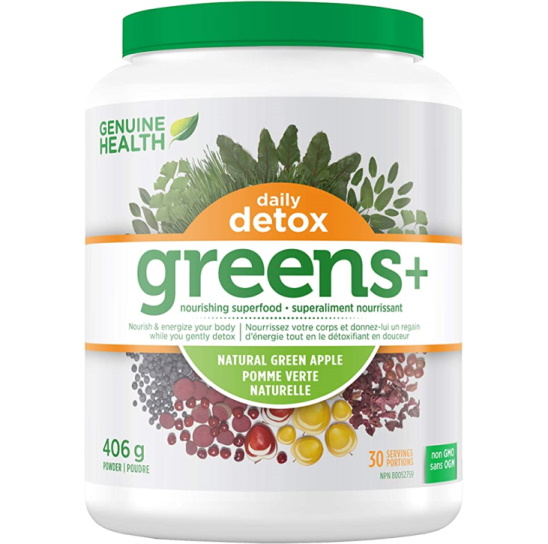 GENUINE
HEALTH
daily
detox
greens+
nourishing superfood • superaliment nourrissant
Nourish & energize your body
while you gently detox
Nourrissez votre corps et donnez-lui un regain
d'énergie tout en le détoxifiant en douceur
NATURAL GREEN APPLE
POMME VERTE
NATURELLE
406 g
POWDER | POUDRE
30 SERVINGS
PORTIONS
NPN 80052759
non GMO
sans OGM